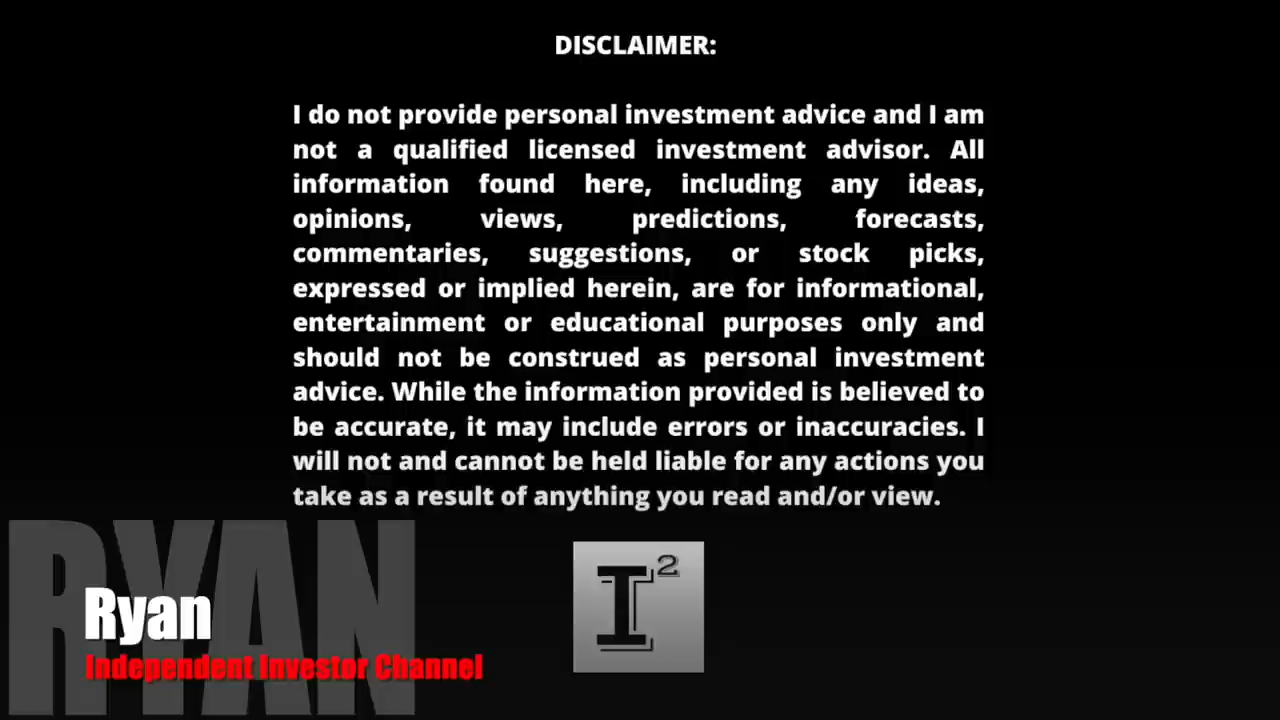 DISCLAIMER:
I do not provide personal investment advice and I am
not a qualified licensed investment advisor. All
information found here, including any ideas,
opinions, views, predictions, forecasts,
commentaries, suggestions, or stock picks,
expressed or implied herein, are for informational,
entertainment or educational purposes only and
should not be construed as personal investment
advice. While the information provided is believed to
be accurate, it may include errors or inaccuracies. I
will not and cannot be held liable for any actions you
take as a result of anything you read and/or view.
RYAN
Ryan
Independent Investor Channel
I²